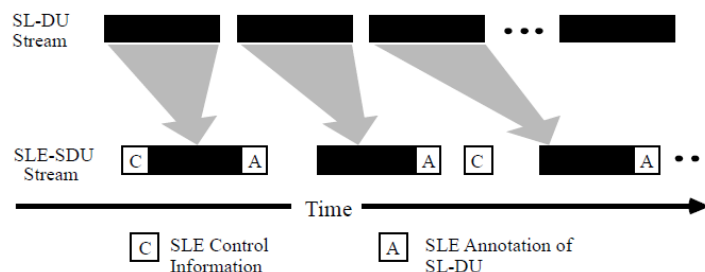 SL-DU
Stream
• • •
SLE-SDU
Stream
C A A C A • •
Time
C SLE Control
Information
A SLE Annotation of
SL-DU